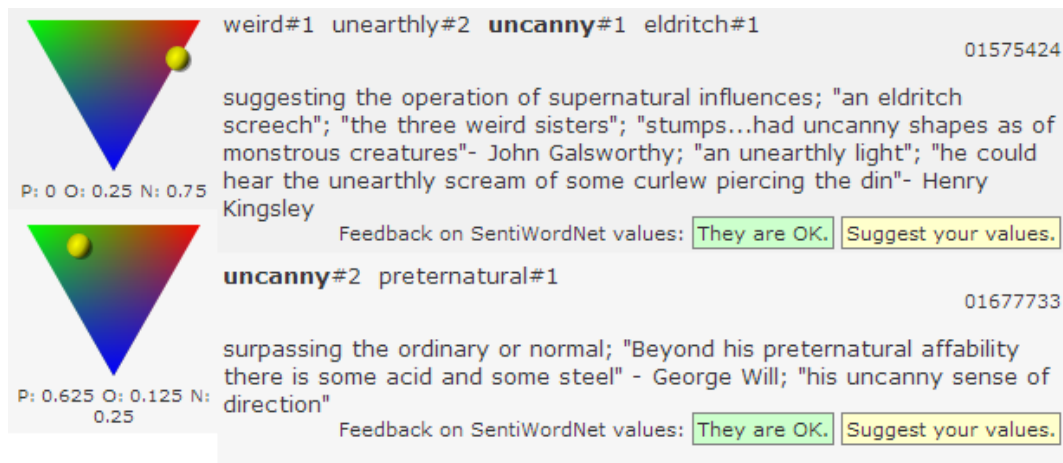 weird#1 unearthly#2 uncanny#1 eldritch#1
01575424
suggesting the operation of supernatural influences; "an eldritch
screech"; "the three weird sisters"; "stumps...had uncanny shapes as of
monstrous creatures"- John Galsworthy; "an unearthly light"; "he could
hear the unearthly scream of some curlew piercing the din"- Henry
Kingsley
P: 0 O: 0.25 N: 0.75
Feedback on SentiWordNet values: They are OK. Suggest your values.
uncanny#2 preternatural#1
01677733
surpassing the ordinary or normal; "Beyond his preternatural affability
there is some acid and some steel" - George Will; "his uncanny sense of
direction"
P: 0.625 O: 0.125 N:
0.25
Feedback on SentiWordNet values: They are OK. Suggest your values.